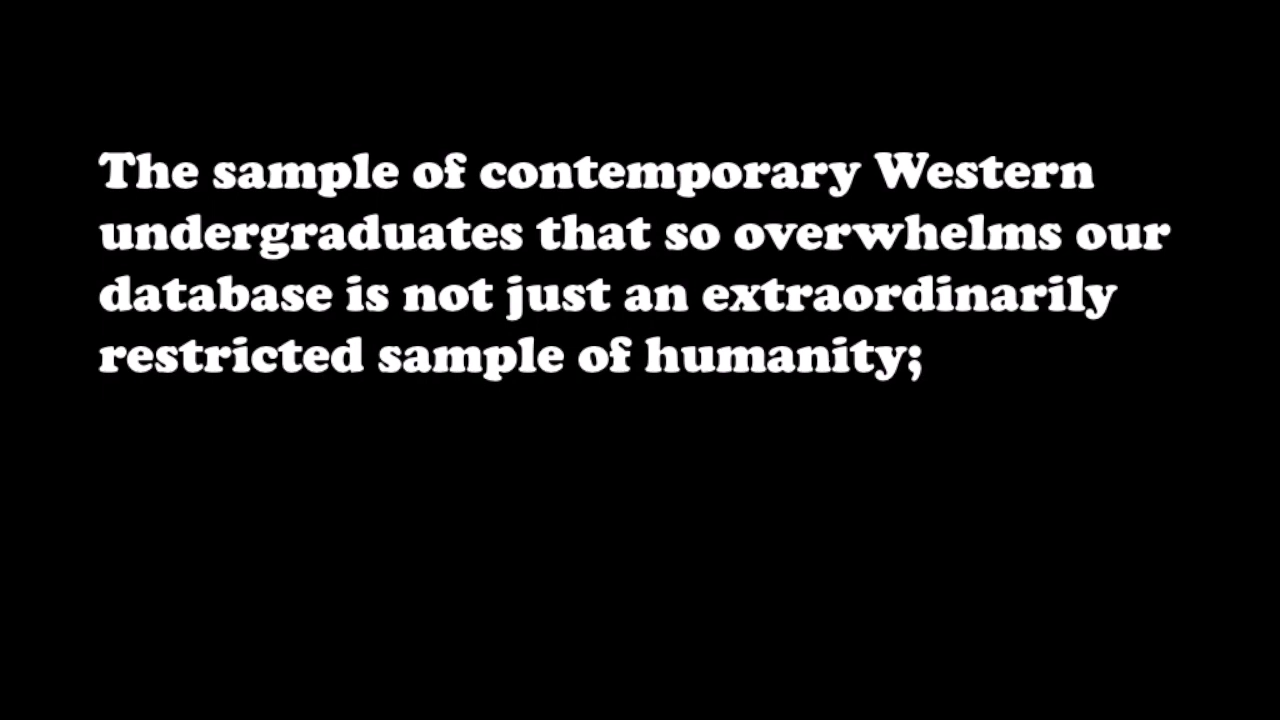 The sample of contemporary Western
undergraduates that so overwhelms our
database is not just an extraordinarily
restricted sample of humanity;